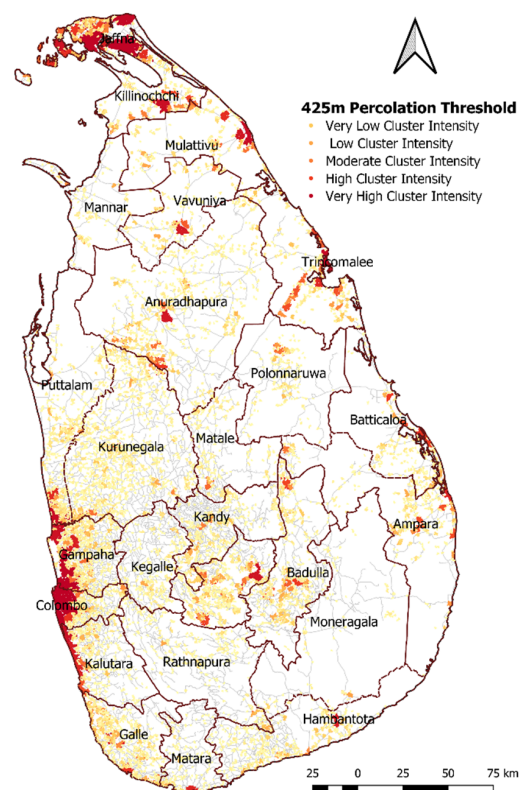 Jaffna
425m Percolation Threshold
Very Low Cluster Intensity
Low Cluster Intensity
Moderate Cluster Intensity
High Cluster Intensity
Very High Cluster Intensity
Killinochchi
Mulattivu
Vavuniya
Mannar
Trincomalee
Anuradhapura
Polonnaruwa
Puttalam
Batticaloa
Kurunegala
Matale
Kandy
Ampara
Gampaha
Kegalle
Badulla
Colombo
Moneragala
Kalutara
Rathnapura
Hambantota
Galle
Matara
25 0 25 50 75 km